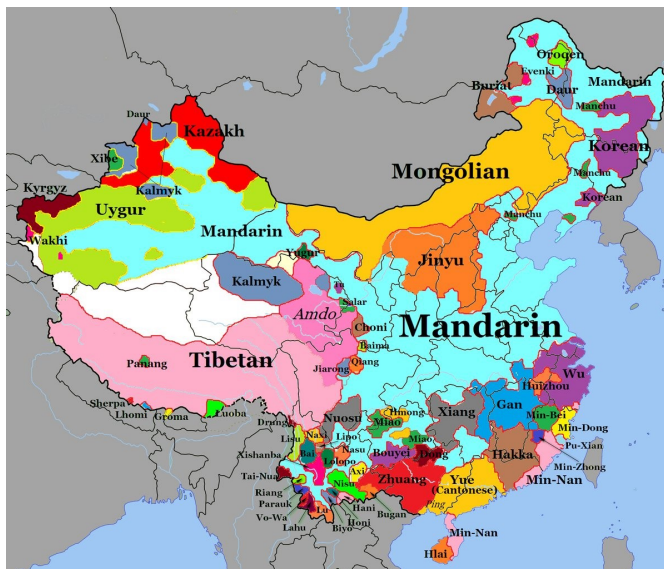 Oroqen
Evenki
Mandarin
Buriat
Daur
Manchu
Daur
Kazakh
Korean
Xibe
Mongolian
Manchu
Kyrgyz
Kalmyk
Korean
Uygur
Manchu
Wakhi
Mandarin
Yugur
Jinyu
Kalmyk
Tu
Salar
Amdo
Choni
Mandarin
Baima
Tibetan
Panang
Qiang
Jiarong
Wu
Huizhou
Sherpa
Lhomi
Groma
Luoba
Drung
Nuosu
Hmong
Miao
Xiang
Gan
Min-Bei
Min-Dong
Lisu
Naxi
Lipo
Miao
Pu-Xian
Xishanba
Bai
Nasu
Lolopo
Bouyei
Dong
Hakka
Min-Zhong
Tai-Nua
Axi
Zhuang
Yue
(Cantonese)
Min-Nan
Riang
Nisu
Parauk
Hani
Bugan
Ping
Vo-Wa
Lu
Honi
Lahu
Biyo
Min-Nan
Hlai